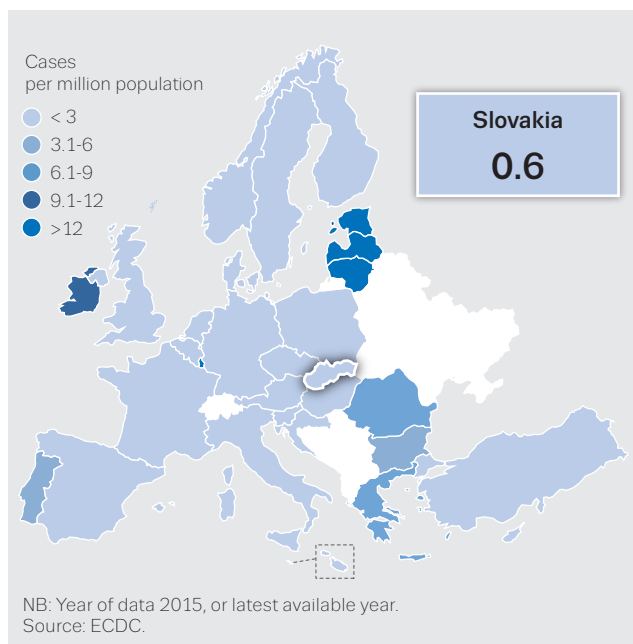 Cases
per million population
< 3
3.1-6
6.1-9
9.1-12
>12
Slovakia
0.6
NB: Year of data 2015, or latest available year.
Source: ECDC.